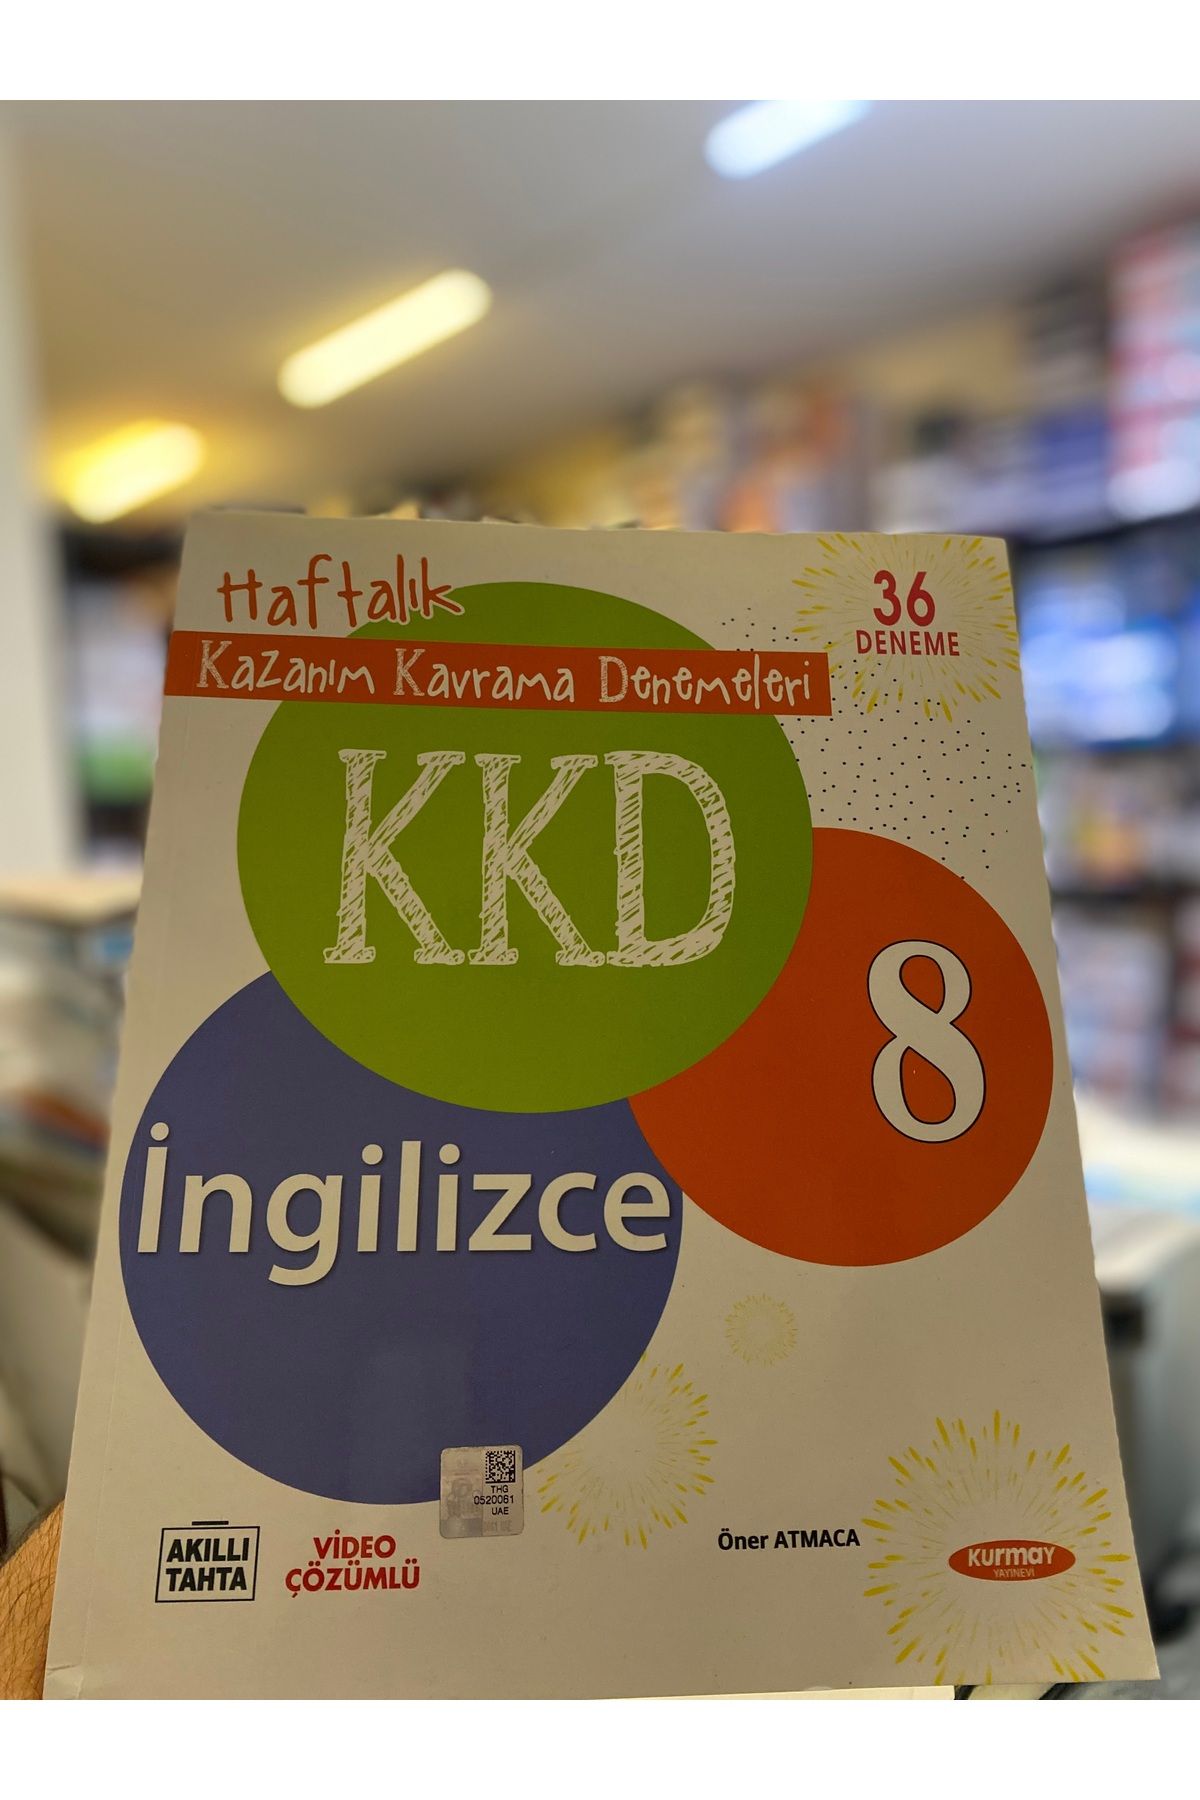 Haftalık
Kazanım Kavrama Denemeleri
36
DENEME
KKD
8
İngilizce
THG
0520061
UAE
AKILLI
TAHTA
VİDEO
ÇÖZÜMLÜ
Öner ATMACA
KURMAY
YAYINEVİ